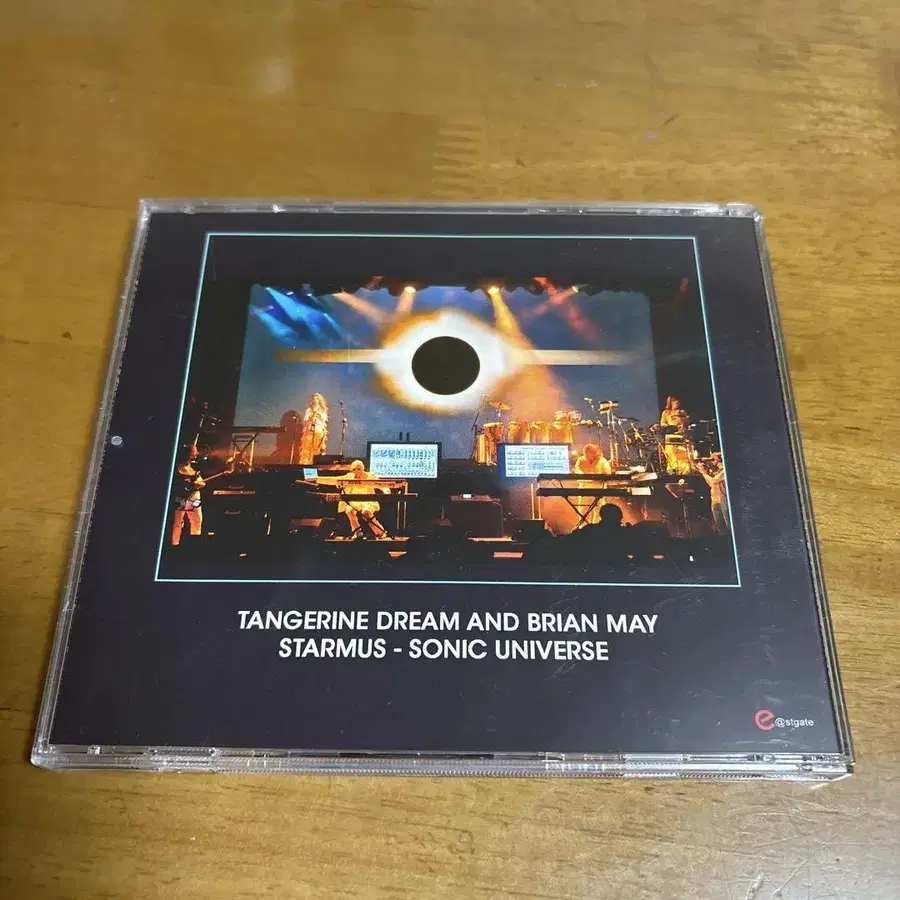 TANGERINE DREAM AND BRIAN MAY
STARMUS - SONIC UNIVERSE
e@stgate